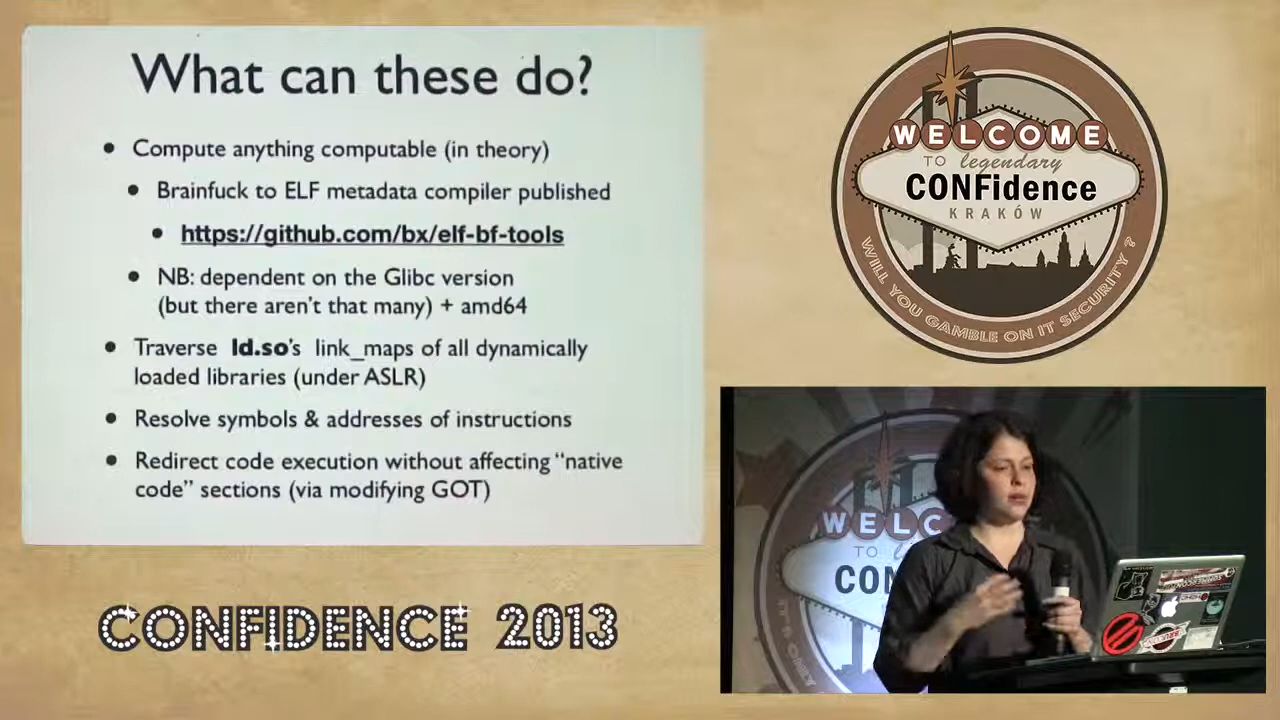 What can these do?
• Compute anything computable (in theory)
• Brainfuck to ELF metadata compiler published
• https://github.com/bx/elf-bf-tools
• NB: dependent on the Glibc version
(but there aren't that many) + amd64
• Traverse ld.so's link_maps of all dynamically
loaded libraries (under ASLR)
• Resolve symbols & addresses of instructions
• Redirect code execution without affecting "native
code" sections (via modifying GOT)
CONFIDENCE 2013
WELCOME
TO legendary
CONFidence
KRAKÓW
WILL YOU GAMBLE ON IT SECURITY ?
WELC
TO
CON